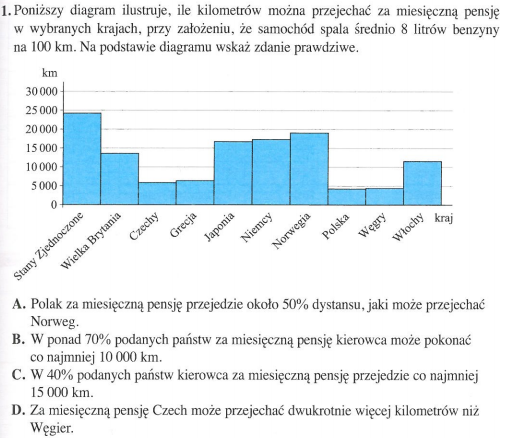 1. Poniższy diagram ilustruje, ile kilometrów można przejechać za miesięczną pensję
w wybranych krajach, przy założeniu, że samochód spala średnio 8 litrów benzyny
na 100 km. Na podstawie diagramu wskaż zdanie prawdziwe.
km
30 000
25 000
20 000
15 000
10 000
5 000
0
Stany Zjednoczone
Wielka Brytania
Czechy
Grecja
Japonia
Niemcy
Norwegia
Polska
Węgry
Włochy
kraj
A. Polak za miesięczną pensję przejedzie około 50% dystansu, jaki może przejechać
Norweg.
B. W ponad 70% podanych państw za miesięczną pensję kierowca może pokonać
co najmniej 10 000 km.
C. W 40% podanych państw kierowca za miesięczną pensję przejedzie co najmniej
15 000 km.
D. Za miesięczną pensję Czech może przejechać dwukrotnie więcej kilometrów niż
Węgier.